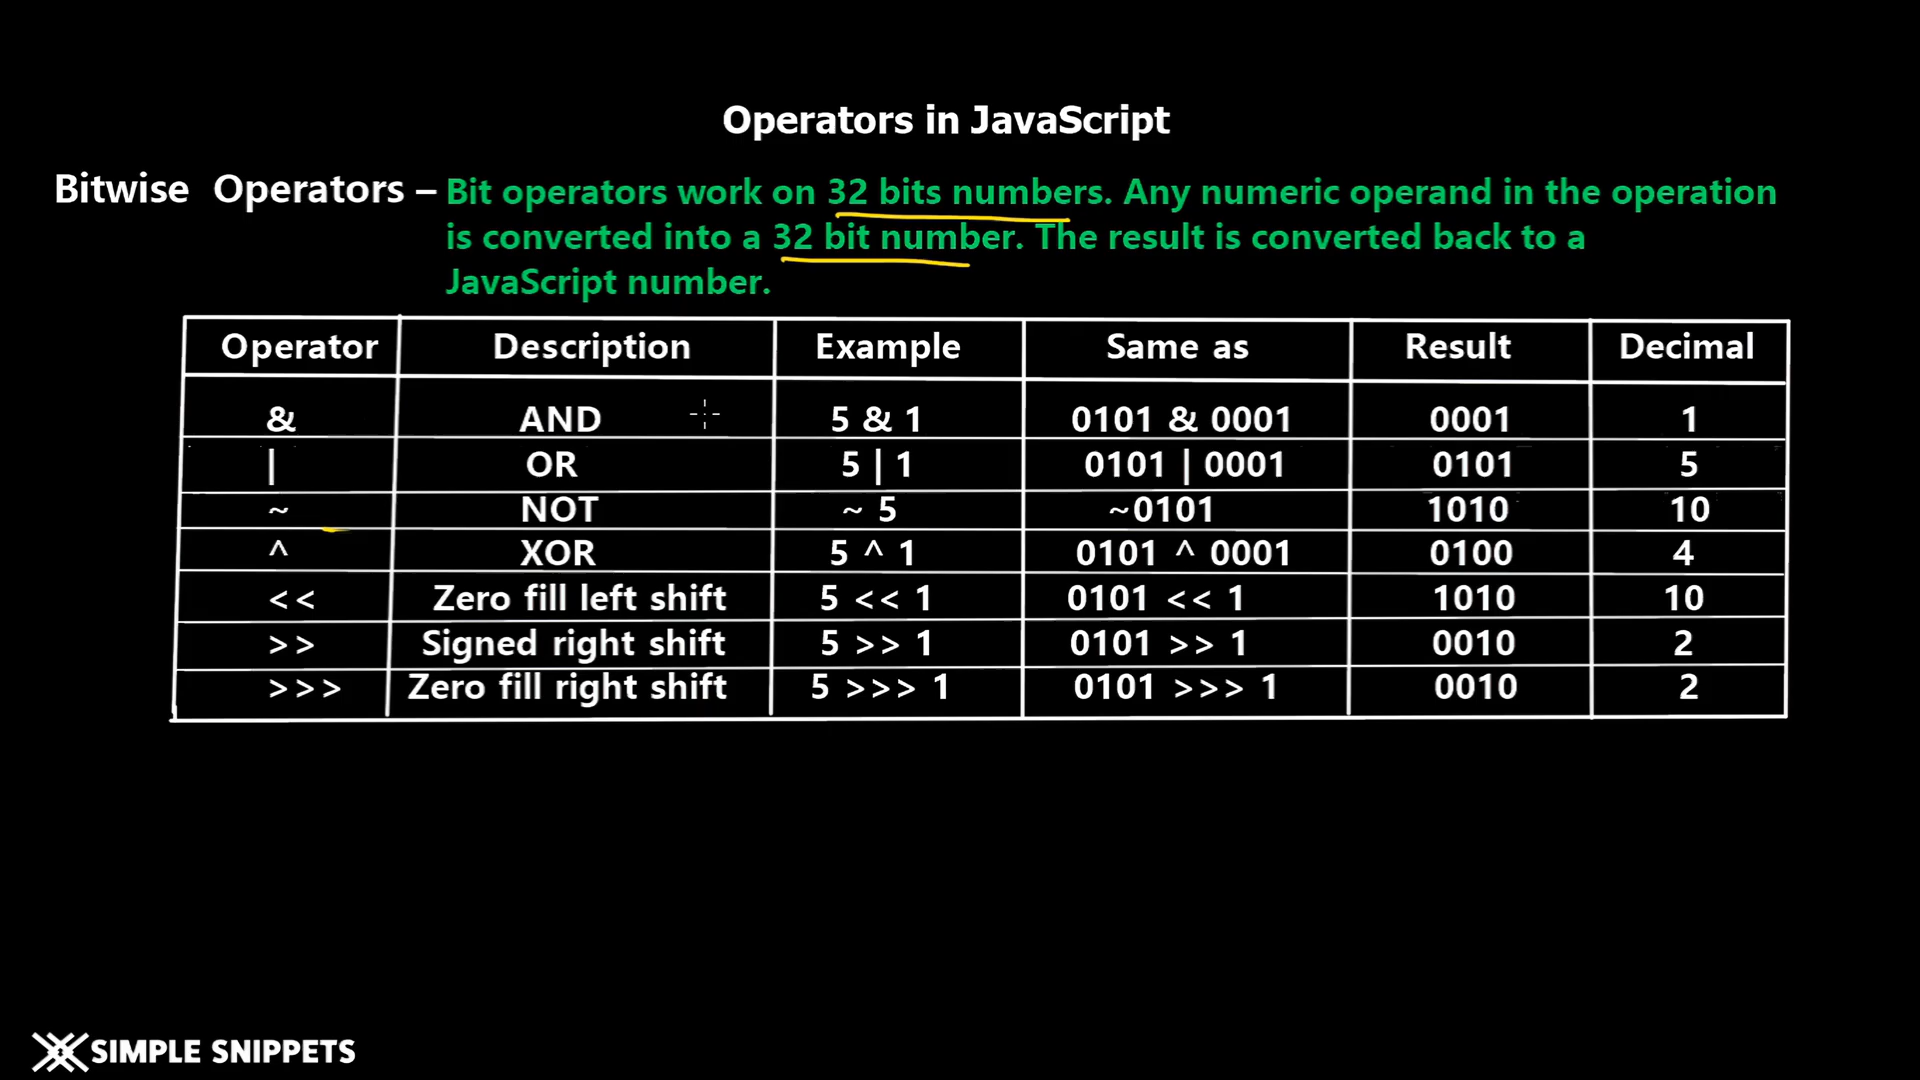 Operators in JavaScript
Bitwise Operators – Bit operators work on 32 bits numbers. Any numeric operand in the operation
is converted into a 32 bit number. The result is converted back to a
JavaScript number.
Operator Description Example Same as Result Decimal
& AND 5 & 1 0101 & 0001 0001 1
| OR 5 | 1 0101 | 0001 0101 5
~ NOT ~ 5 ~0101 1010 10
^ XOR 5 ^ 1 0101 ^ 0001 0100 4
<< Zero fill left shift 5 << 1 0101 << 1 1010 10
>> Signed right shift 5 >> 1 0101 >> 1 0010 2
>>> Zero fill right shift 5 >>> 1 0101 >>> 1 0010 2
SIMPLE SNIPPETS